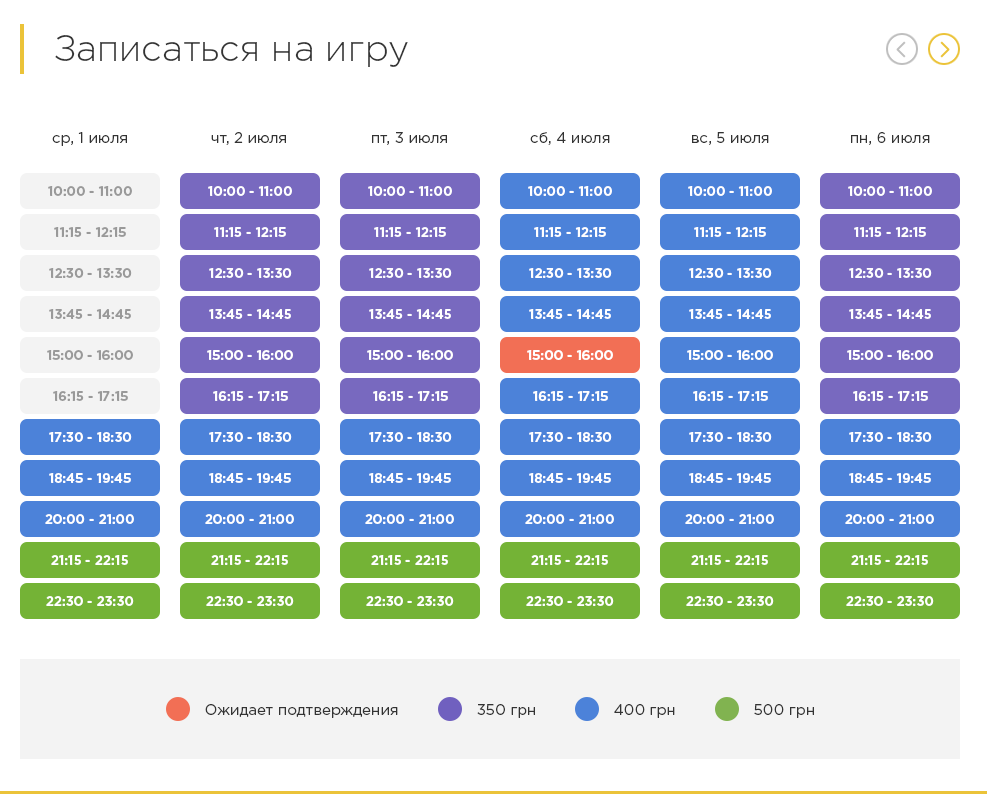 Записаться на игру
ср, 1 июля чт, 2 июля пт, 3 июля сб, 4 июля вс, 5 июля пн, 6 июля
10:00 - 11:00 10:00 - 11:00 10:00 - 11:00 10:00 - 11:00 10:00 - 11:00 10:00 - 11:00
11:15 - 12:15 11:15 - 12:15 11:15 - 12:15 11:15 - 12:15 11:15 - 12:15 11:15 - 12:15
12:30 - 13:30 12:30 - 13:30 12:30 - 13:30 12:30 - 13:30 12:30 - 13:30 12:30 - 13:30
13:45 - 14:45 13:45 - 14:45 13:45 - 14:45 13:45 - 14:45 13:45 - 14:45 13:45 - 14:45
15:00 - 16:00 15:00 - 16:00 15:00 - 16:00 15:00 - 16:00 15:00 - 16:00 15:00 - 16:00
16:15 - 17:15 16:15 - 17:15 16:15 - 17:15 16:15 - 17:15 16:15 - 17:15 16:15 - 17:15
17:30 - 18:30 17:30 - 18:30 17:30 - 18:30 17:30 - 18:30 17:30 - 18:30 17:30 - 18:30
18:45 - 19:45 18:45 - 19:45 18:45 - 19:45 18:45 - 19:45 18:45 - 19:45 18:45 - 19:45
20:00 - 21:00 20:00 - 21:00 20:00 - 21:00 20:00 - 21:00 20:00 - 21:00 20:00 - 21:00
21:15 - 22:15 21:15 - 22:15 21:15 - 22:15 21:15 - 22:15 21:15 - 22:15 21:15 - 22:15
22:30 - 23:30 22:30 - 23:30 22:30 - 23:30 22:30 - 23:30 22:30 - 23:30 22:30 - 23:30
Ожидает подтверждения 350 грн 400 грн 500 грн